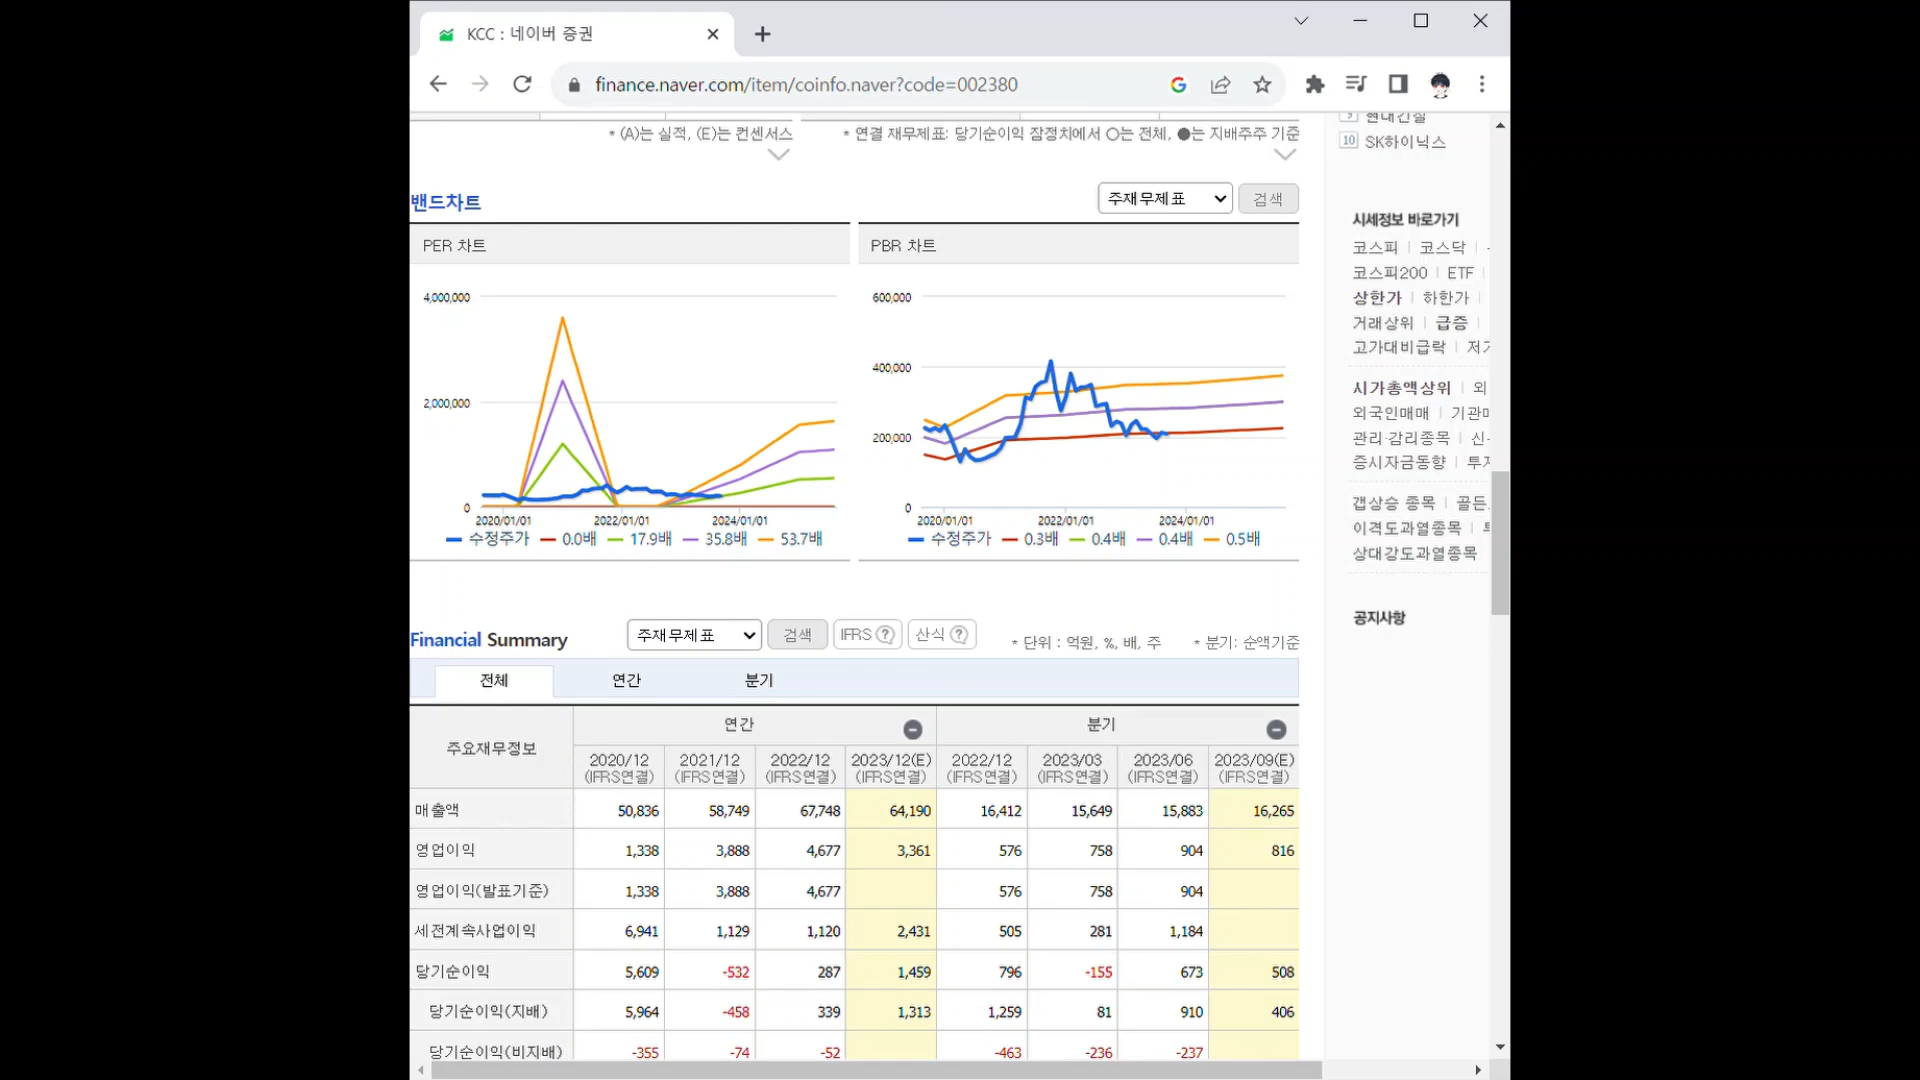 KCC : 네이버 증권
finance.naver.com/item/coinfo.naver?code=002380
* (A)는 실적, (E)는 컨센서스
* 연결 재무제표: 당기순이익 잠정치에서 ○는 전체, ●는 지배주주 기준
9 현대건설
10 SK하이닉스
밴드차트
주재무제표 검색
PER 차트
PBR 차트
4,000,000
2,000,000
0
2020/01/01 2022/01/01 2024/01/01
수정주가 0.0배 17.9배 35.8배 53.7배
600,000
400,000
200,000
0
2020/01/01 2022/01/01 2024/01/01
수정주가 0.3배 0.4배 0.4배 0.5배
Financial Summary
주재무제표 검색 IFRS ? 산식 ?
* 단위 : 억원, %, 배, 주 * 분기: 순액기준
전체 연간 분기
주요재무정보 연간 분기
2020/12 2021/12 2022/12 2023/12(E) 2022/12 2023/03 2023/06 2023/09(E)
(IFRS연결) (IFRS연결) (IFRS연결) (IFRS연결) (IFRS연결) (IFRS연결) (IFRS연결) (IFRS연결)
매출액 50,836 58,749 67,748 64,190 16,412 15,649 15,883 16,265
영업이익 1,338 3,888 4,677 3,361 576 758 904 816
영업이익(발표기준) 1,338 3,888 4,677 576 758 904
세전계속사업이익 6,941 1,129 1,120 2,431 505 281 1,184
당기순이익 5,609 -532 287 1,459 796 -155 673 508
당기순이익(지배) 5,964 -458 339 1,313 1,259 81 910 406
당기순이익(비지배) -355 -74 -52 -463 -236 -237
시세정보 바로가기
코스피 | 코스닥 |
코스피200 | ETF |
상한가 | 하한가 |
거래상위 | 급증 |
고가대비급락 |
시가총액상위 | 외
외국인매매 |
관리·감리종목 |
증시자금동향 |
갭상승 종목 |
이격도과열종목 |
상대강도과열종목
공지사항